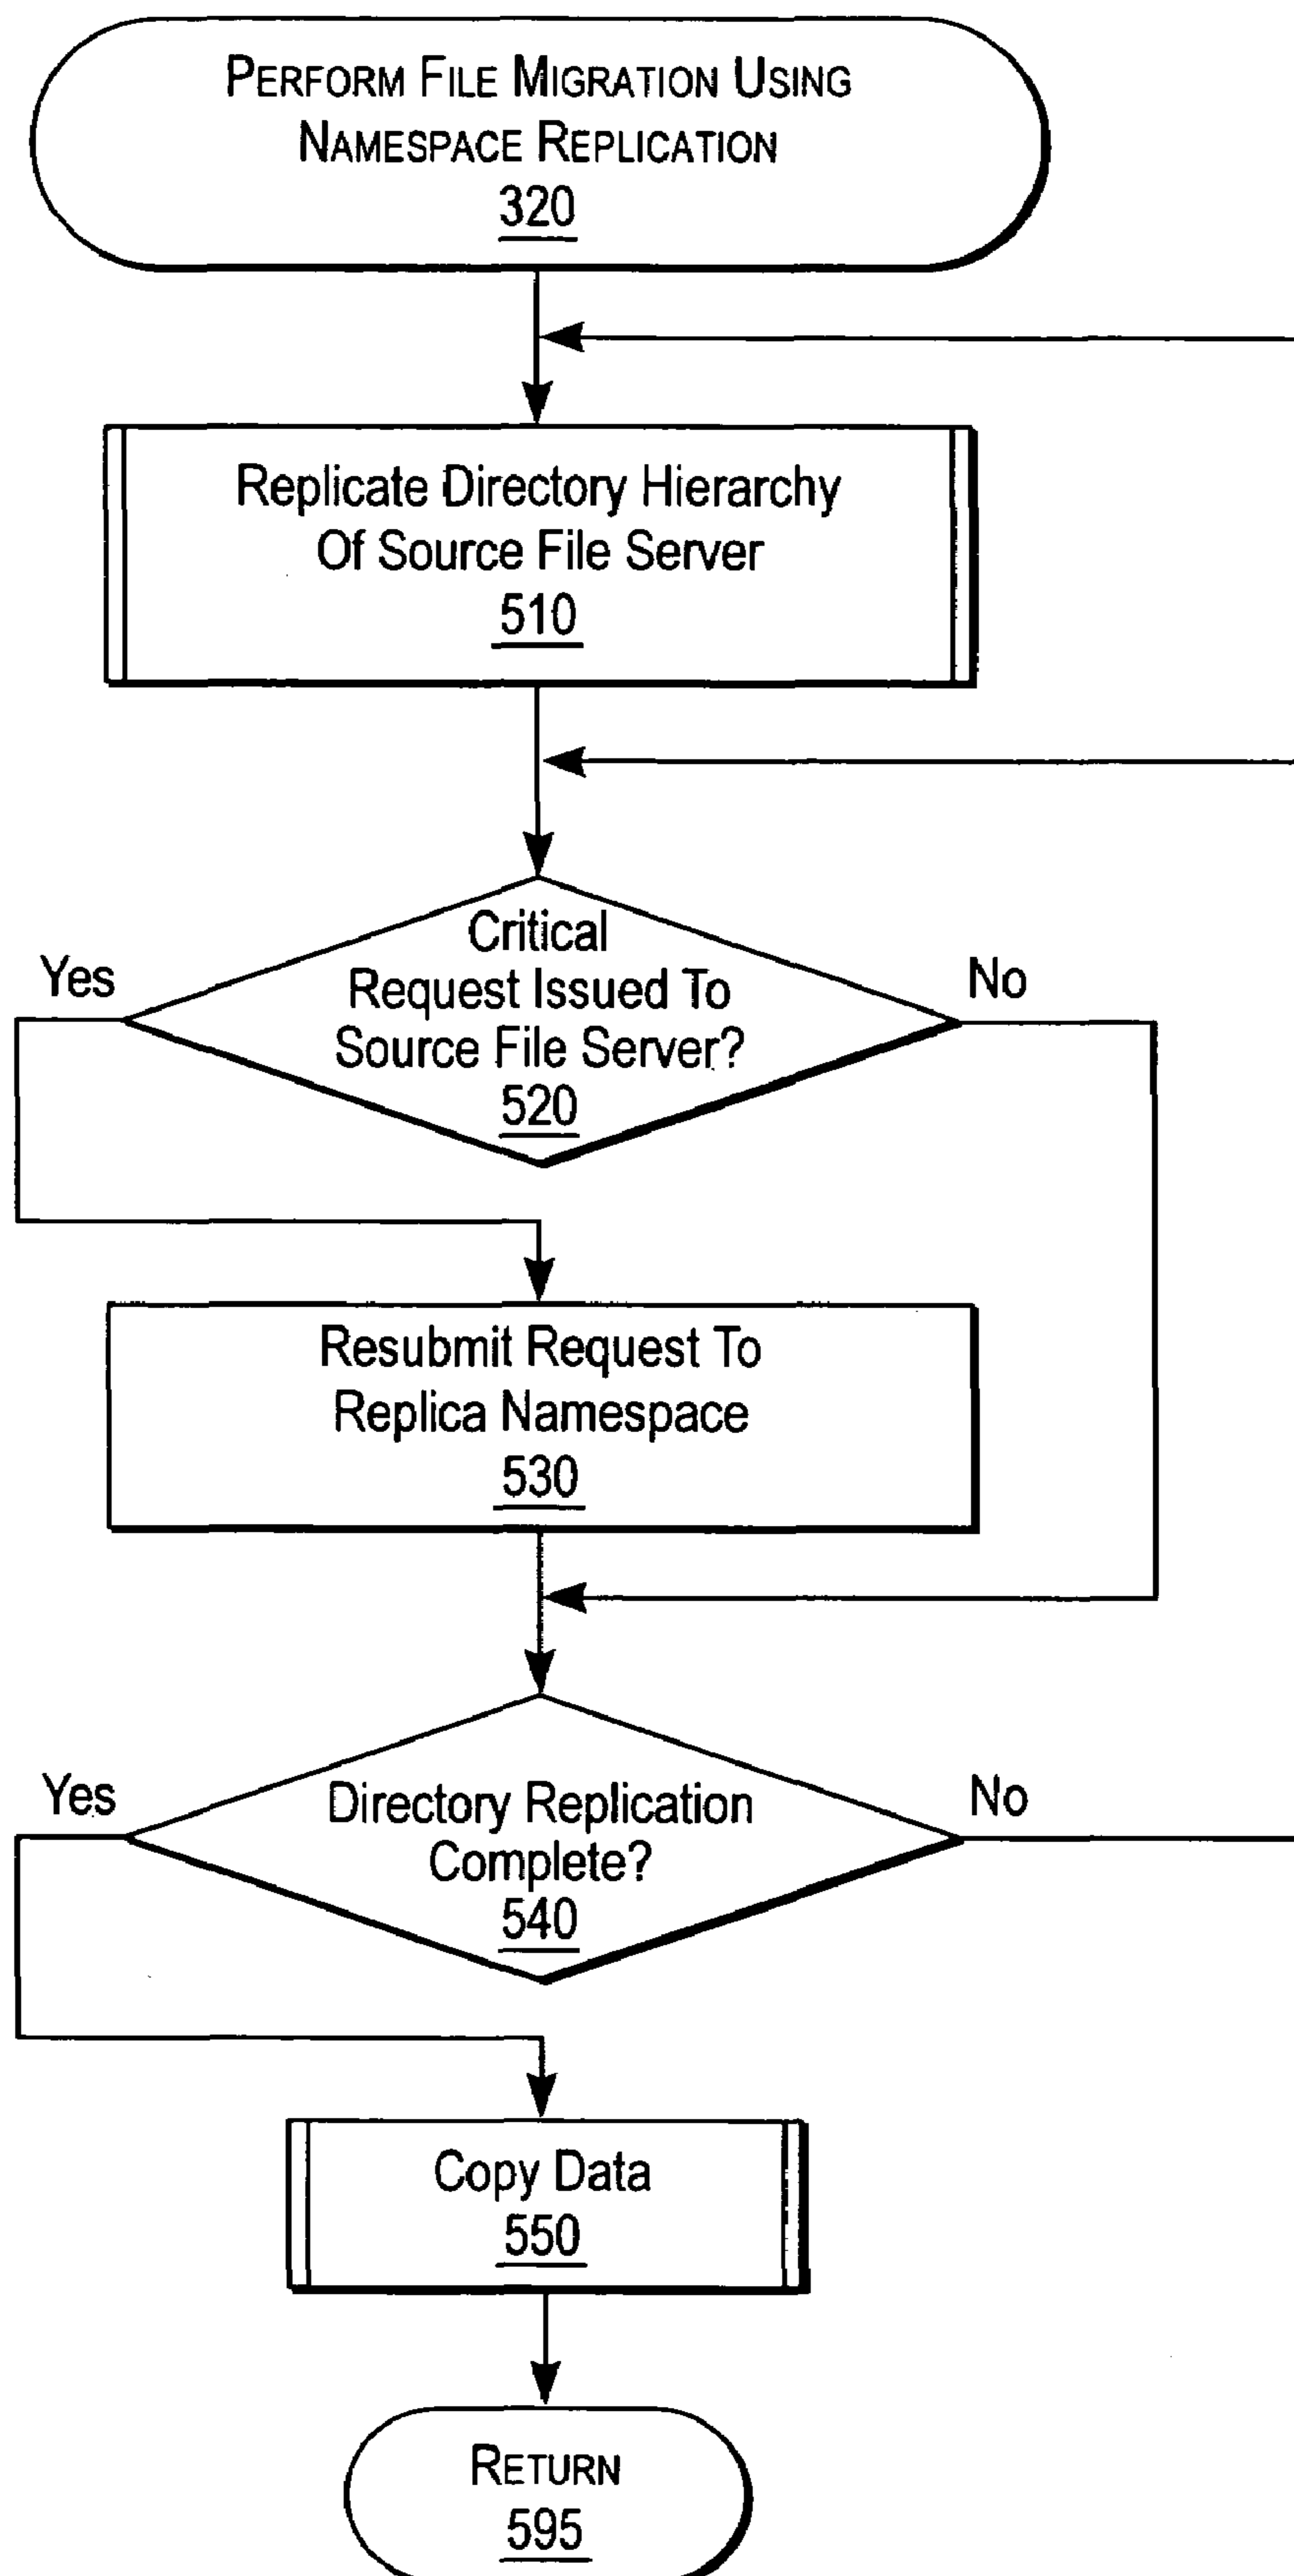 PERFORM FILE MIGRATION USING
NAMESPACE REPLICATION
320
Replicate Directory Hierarchy
Of Source File Server
510
Critical
Request Issued To
Source File Server?
520
Yes
No
Resubmit Request To
Replica Namespace
530
Directory Replication
Complete?
540
Yes
No
Copy Data
550
RETURN
595